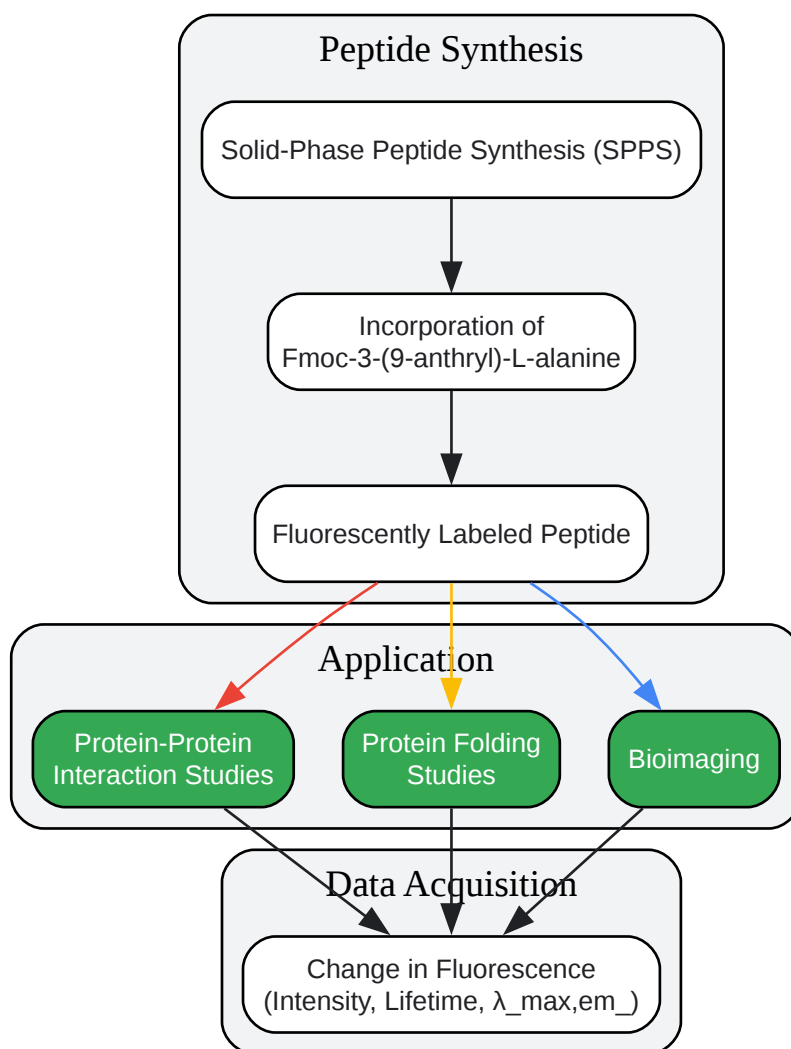 Peptide Synthesis
Solid-Phase Peptide Synthesis (SPPS)
Incorporation of
Fmoc-3-(9-anthryl)-L-alanine
Fluorescently Labeled Peptide
Application
Protein-Protein
Interaction Studies
Protein Folding
Studies
Bioimaging
Data Acquisition
Change in Fluorescence
(Intensity, Lifetime, λ_max,em_)